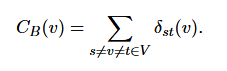 C_B(v) = \sum_{s \neq v \neq t \in V} \delta_{st}(v).